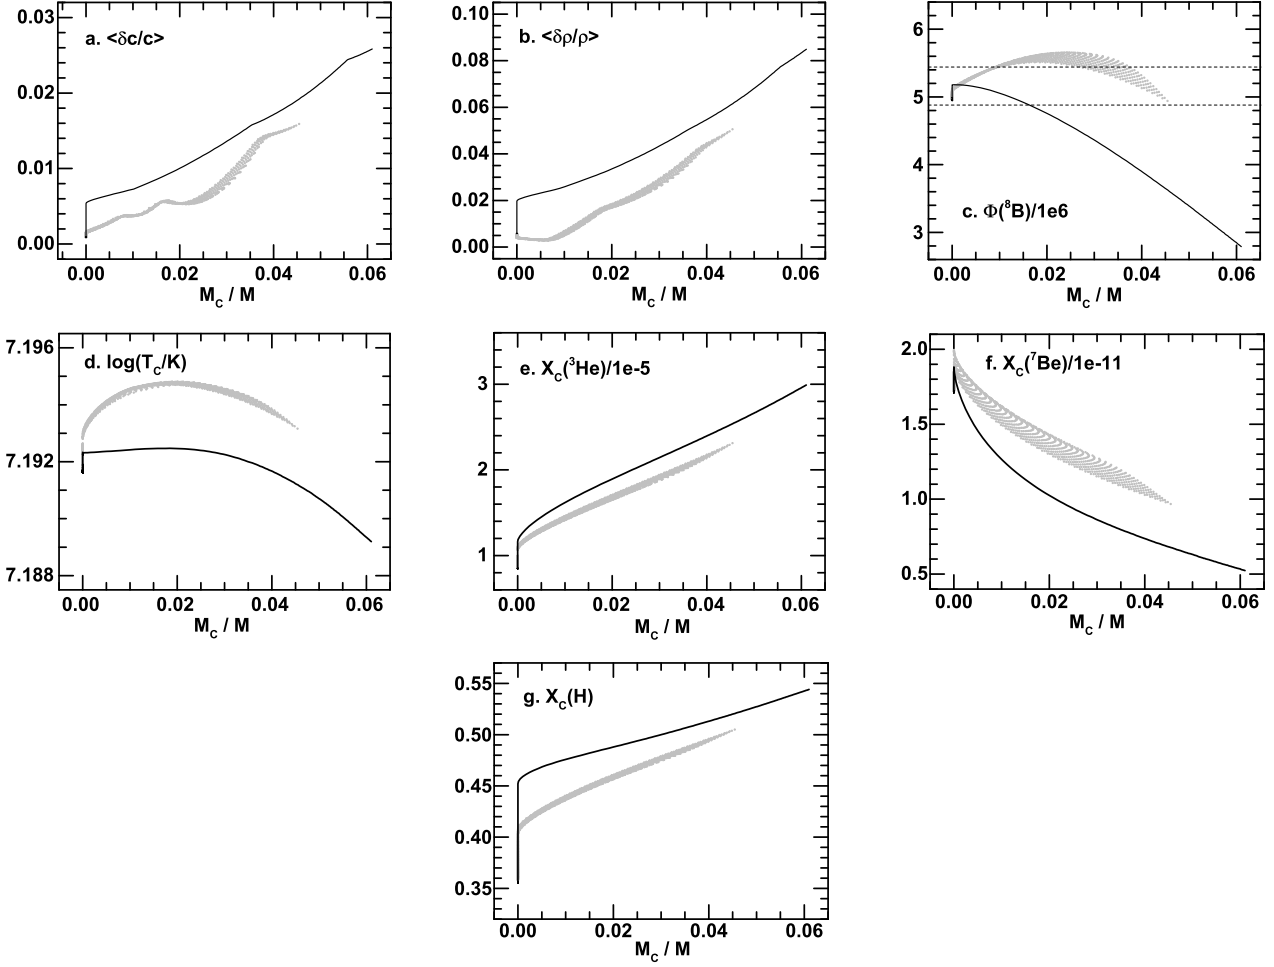 a. <δc/c>
0.03
0.02
0.01
0.00
0.00 0.02 0.04 0.06
M_C / M
b. <δρ/ρ>
0.10
0.08
0.06
0.04
0.02
0.00
0.00 0.02 0.04 0.06
M_C / M
6
5
4
3
c. Φ(⁸B)/1e6
0.00 0.02 0.04 0.06
M_C / M
7.196
d. log(T_C/K)
7.192
7.188
0.00 0.02 0.04 0.06
M_C / M
e. X_C(³He)/1e-5
3
2
1
0.00 0.02 0.04 0.06
M_C / M
2.0
f. X_C(⁷Be)/1e-11
1.5
1.0
0.5
0.00 0.02 0.04 0.06
M_C / M
0.55
g. X_C(H)
0.50
0.45
0.40
0.35
0.00 0.02 0.04 0.06
M_C / M